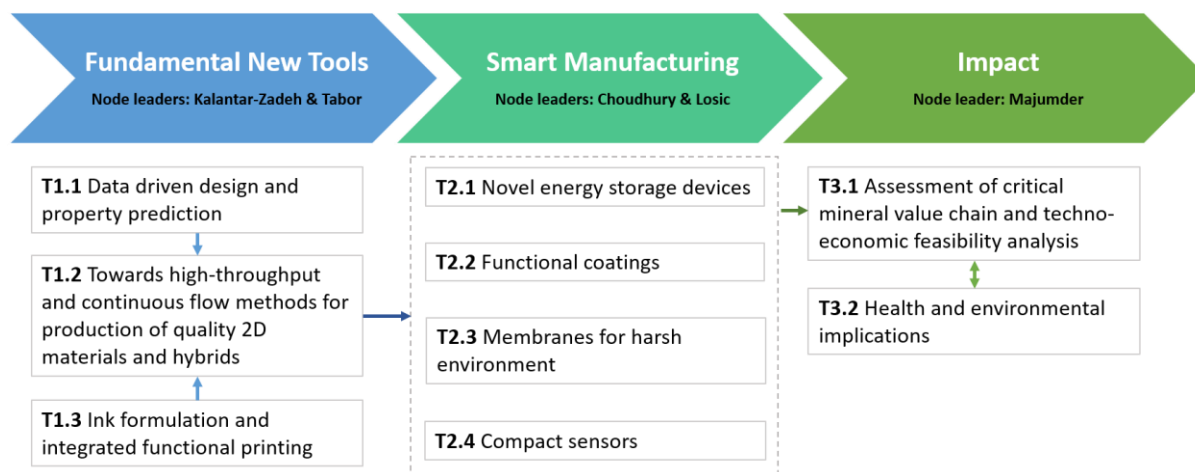 Fundamental New Tools
Node leaders: Kalantar-Zadeh & Tabor
Smart Manufacturing
Node leaders: Choudhury & Losic
Impact
Node leader: Majumder
T1.1 Data driven design and
property prediction
T1.2 Towards high-throughput
and continuous flow methods for
production of quality 2D
materials and hybrids
T1.3 Ink formulation and
integrated functional printing
T2.1 Novel energy storage devices
T2.2 Functional coatings
T2.3 Membranes for harsh
environment
T2.4 Compact sensors
T3.1 Assessment of critical
mineral value chain and techno-
economic feasibility analysis
T3.2 Health and environmental
implications